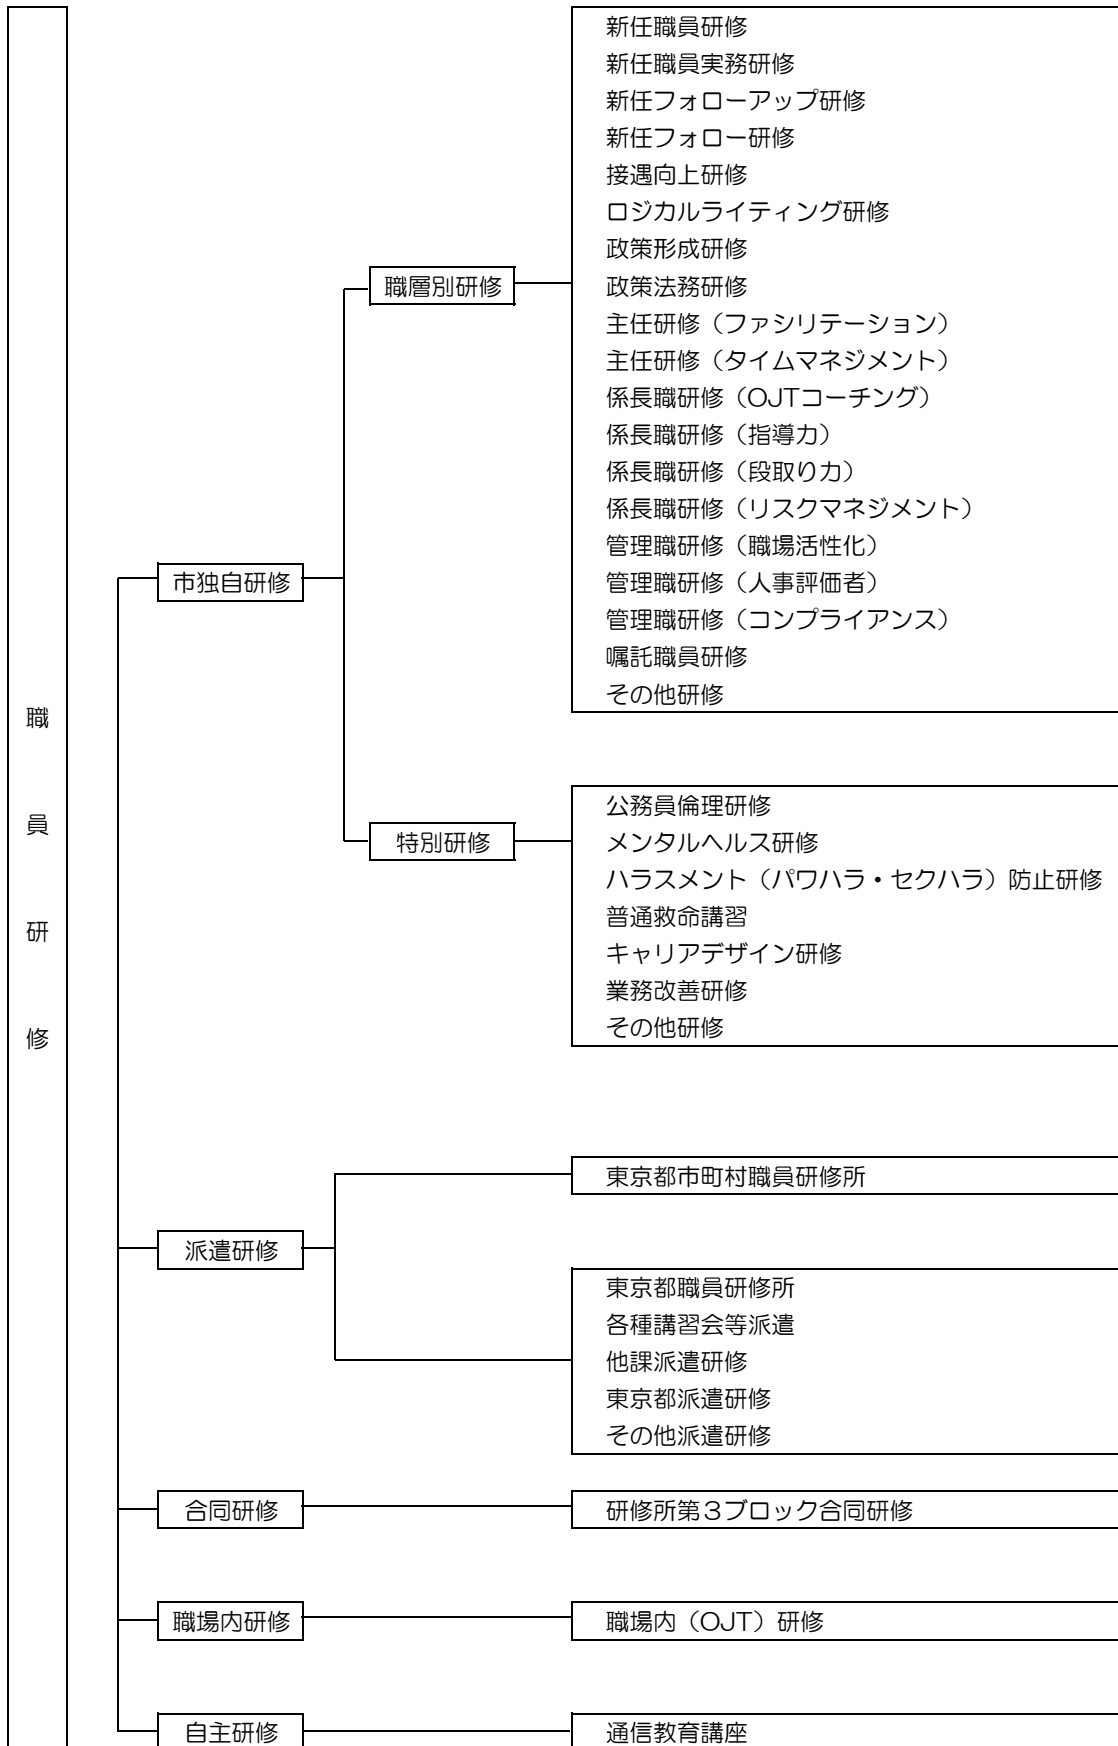 職員研修
市独自研修
職層別研修
新任職員研修
新任職員実務研修
新任フォローアップ研修
新任フォロー研修
接遇向上研修
ロジカルライティング研修
政策形成研修
政策法務研修
主任研修（ファシリテーション）
主任研修（タイムマネジメント）
係長職研修（OJTコーチング）
係長職研修（指導力）
係長職研修（段取り力）
係長職研修（リスクマネジメント）
管理職研修（職場活性化）
管理職研修（人事評価者）
管理職研修（コンプライアンス）
嘱託職員研修
その他研修
特別研修
公務員倫理研修
メンタルヘルス研修
ハラスメント（パワハラ・セクハラ）防止研修
普通救命講習
キャリアデザイン研修
業務改善研修
その他研修
派遣研修
東京都市町村職員研修所
東京都職員研修所
各種講習会等派遣
他課派遣研修
東京都派遣研修
その他派遣研修
合同研修
研修所第３ブロック合同研修
職場内研修
職場内（OJT）研修
自主研修
通信教育講座